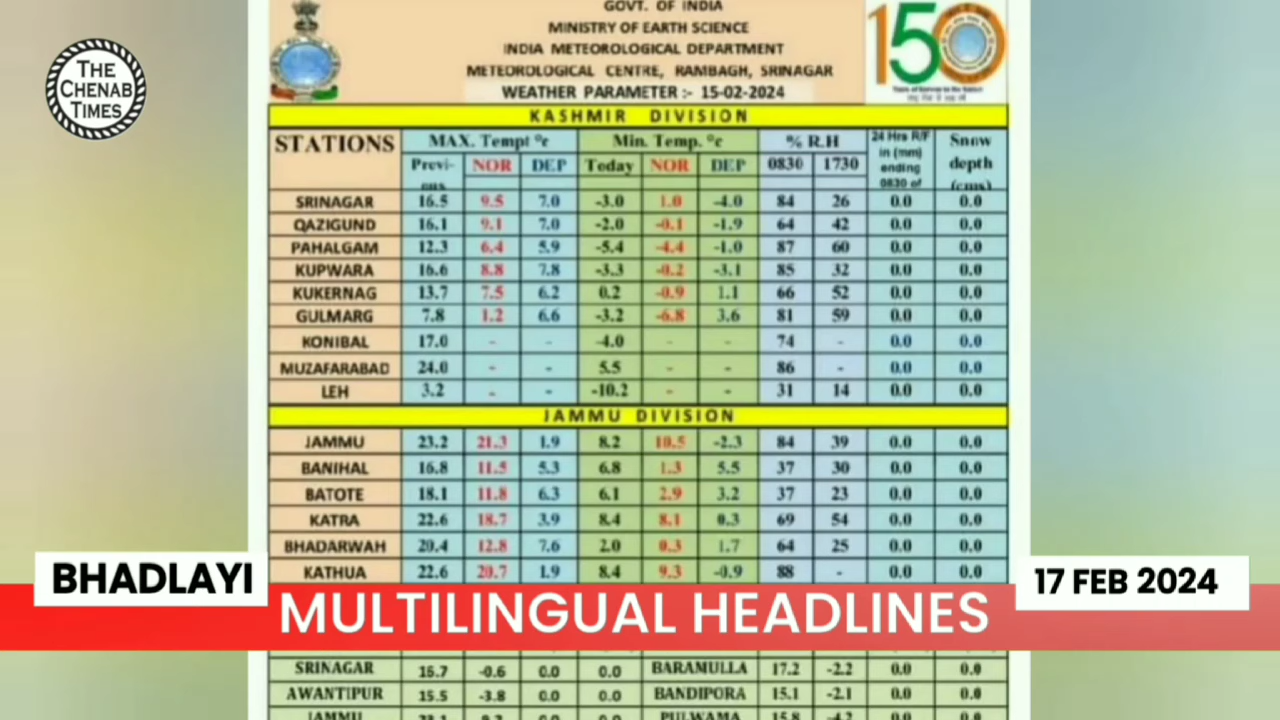 THE
CHENAB
TIMES
GOVT. OF INDIA
MINISTRY OF EARTH SCIENCE
INDIA METEOROLOGICAL DEPARTMENT
METEOROLOGICAL CENTRE, RAMBAGH, SRINAGAR
WEATHER PARAMETER :- 15-02-2024
150
KASHMIR DIVISION
STATIONS MAX. Tempt °c Min. Temp. °c % R.H 24 Hrs R/F in (mm) ending 0830 of Snow depth (cms)
Previ-ous NOR DEP Today NOR DEP 0830 1730
SRINAGAR 16.5 9.5 7.0 -3.0 1.0 -4.0 84 26 0.0 0.0
QAZIGUND 16.1 9.1 7.0 -2.0 -0.1 -1.9 64 42 0.0 0.0
PAHALGAM 12.3 6.4 5.9 -5.4 -4.4 -1.0 87 60 0.0 0.0
KUPWARA 16.6 8.8 7.8 -3.3 -0.2 -3.1 85 32 0.0 0.0
KUKERNAG 13.7 7.5 6.2 0.2 -0.9 1.1 66 52 0.0 0.0
GULMARG 7.8 1.2 6.6 -3.2 -6.8 3.6 81 59 0.0 0.0
KONIBAL 17.0 - - -4.0 - - 74 - 0.0 0.0
MUZAFARABAD 24.0 - - 5.5 - - 86 - 0.0 0.0
LEH 3.2 - - -10.2 - - 31 14 0.0 0.0
JAMMU DIVISION
JAMMU 23.2 21.3 1.9 8.2 10.5 -2.3 84 39 0.0 0.0
BANIHAL 16.8 11.5 5.3 6.8 1.3 5.5 37 30 0.0 0.0
BATOTE 18.1 11.8 6.3 6.1 2.9 3.2 37 23 0.0 0.0
KATRA 22.6 18.7 3.9 8.4 8.1 0.3 69 54 0.0 0.0
BHADARWAH 20.4 12.8 7.6 2.0 0.3 1.7 64 25 0.0 0.0
KATHUA 22.6 20.7 1.9 8.4 9.3 -0.9 88 - 0.0 0.0
BHADLAYI
17 FEB 2024
MULTILINGUAL HEADLINES
SRINAGAR 15.7 -0.6 0.0 0.0 BARAMULLA 17.2 -2.2 0.0 0.0
AWANTIPUR 15.5 -3.8 0.0 0.0 BANDIPORA 15.1 -2.1 0.0 0.0
JAMMU PULWAMA 15.8 -4.2